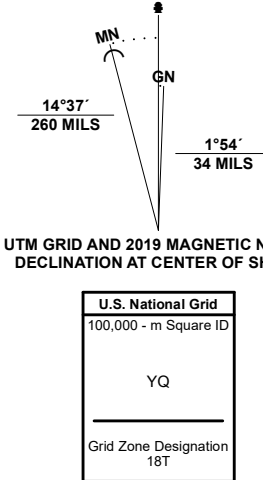 MN
GN
14°37´
260 MILS
1°54´
34 MILS
UTM GRID AND 2019 MAGNETIC N
DECLINATION AT CENTER OF SH
U.S. National Grid
100,000 - m Square ID
YQ
Grid Zone Designation
18T